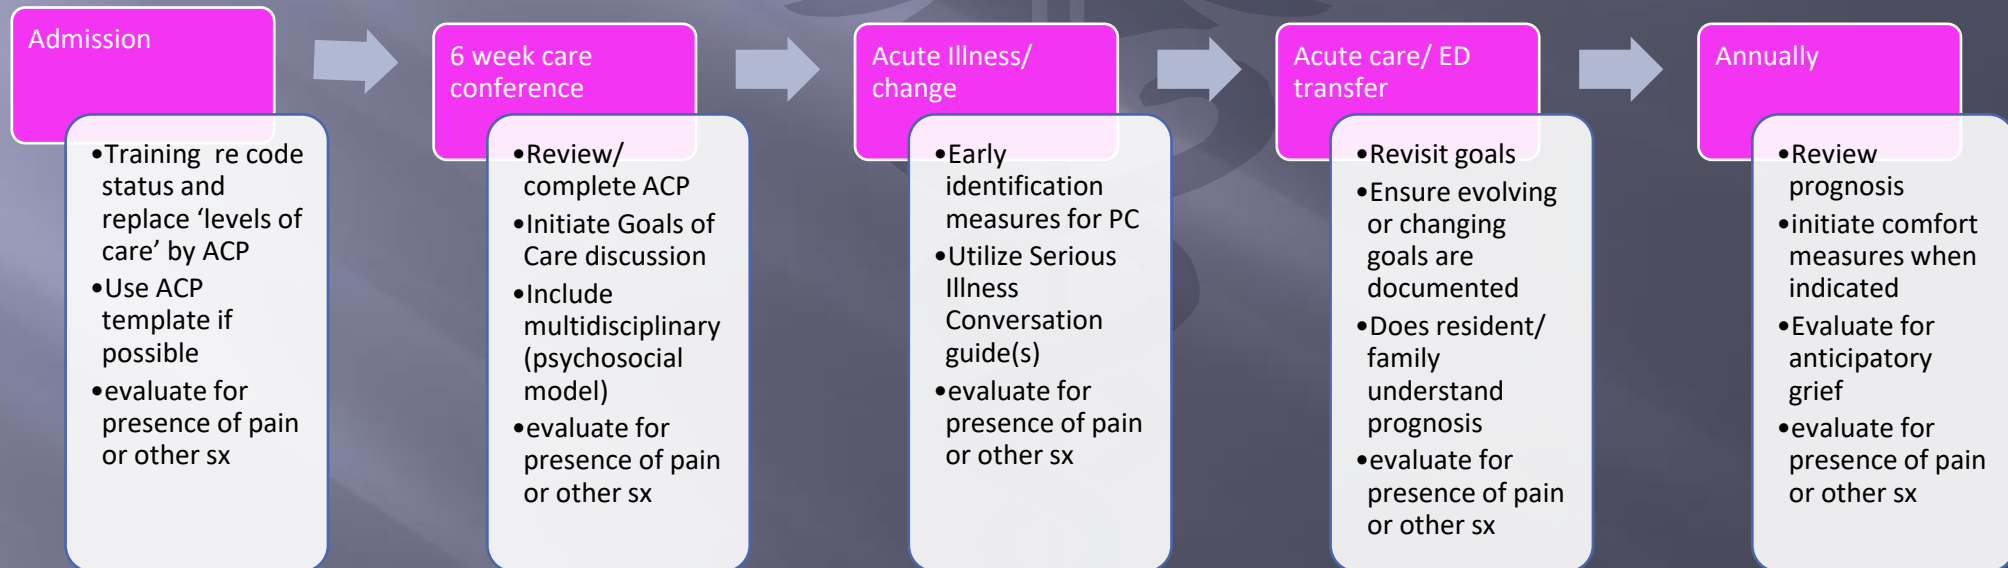 Admission
•Training  re code
status and
replace ‘levels of
care’ by ACP
•Use ACP
template if
possible
•evaluate for
presence of pain
or other sx
6 week care
conference
•Review/
complete ACP
•Initiate Goals of
Care discussion
•Include
multidisciplinary
(psychosocial
model)
•evaluate for
presence of pain
or other sx
Acute Illness/
change
•Early
identification
measures for PC
•Utilize Serious
Illness
Conversation
guide(s)
•evaluate for
presence of pain
or other sx
Acute care/ ED
transfer
•Revisit goals
•Ensure evolving
or changing
goals are
documented
•Does resident/
family
understand
prognosis
•evaluate for
presence of pain
or other sx
Annually
•Review
prognosis
•initiate comfort
measures when
indicated
•Evaluate for
anticipatory
grief
•evaluate for
presence of pain
or other sx